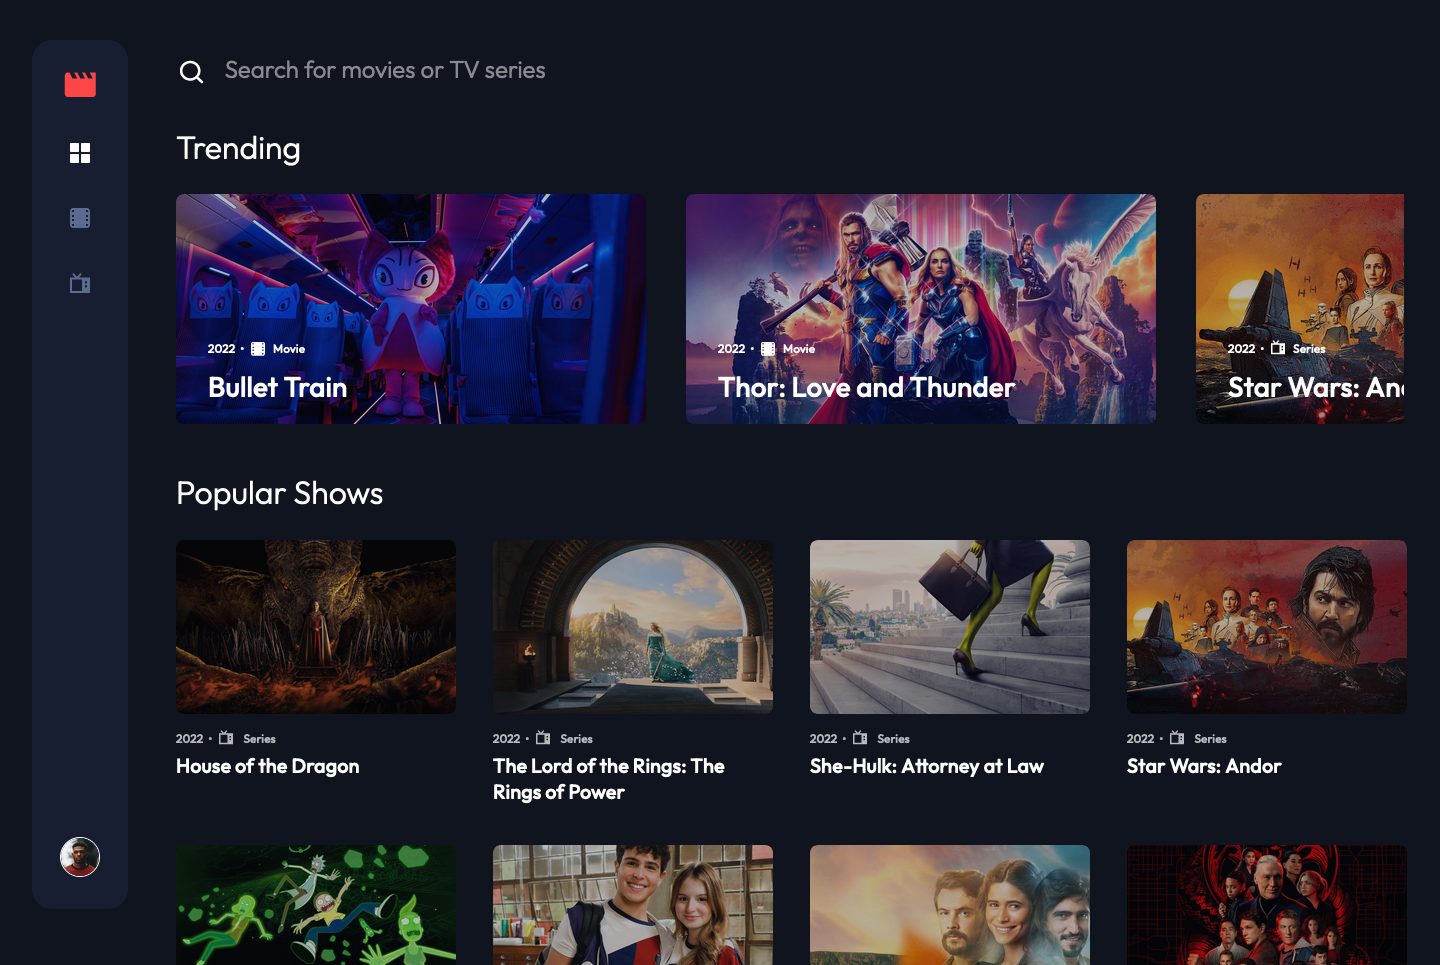 Search for movies or TV series
Trending
2022 • Movie
Bullet Train
2022 • Movie
Thor: Love and Thunder
2022 • Series
Star Wars: And
Popular Shows
2022 • Series
House of the Dragon
2022 • Series
The Lord of the Rings: The
Rings of Power
2022 • Series
She-Hulk: Attorney at Law
2022 • Series
Star Wars: Andor